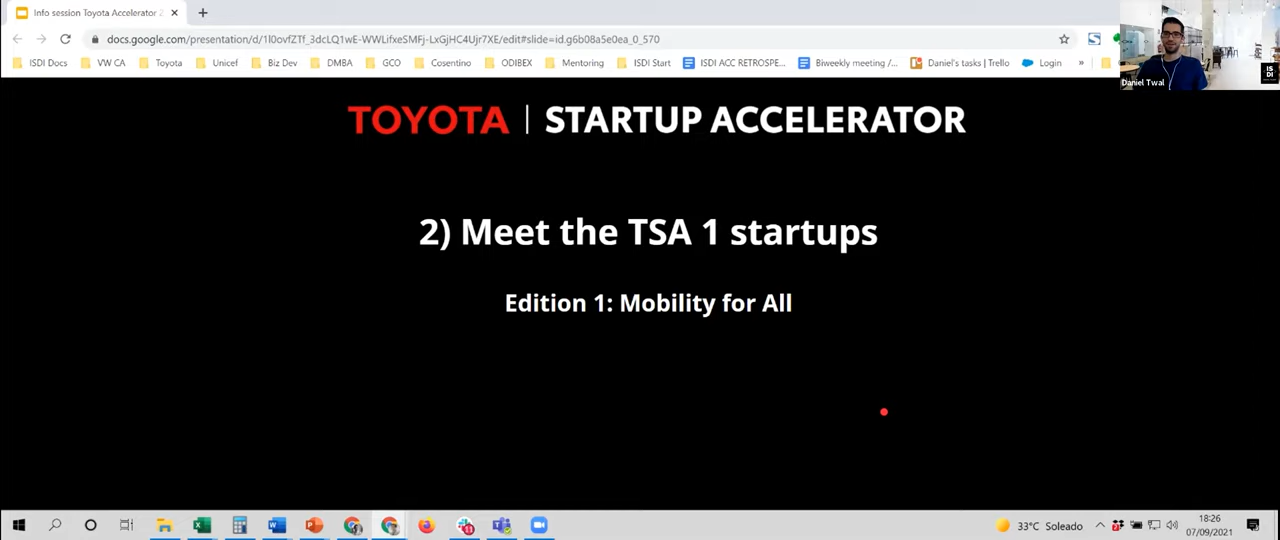 Info session Toyota Accelerator 2
docs.google.com/presentation/d/1l0ovfZTf_3dcLQ1wE-WWLifxeSMFj-LxGjHC4Ujr7XE/edit#slide=id.g6b08a5e0ea_0_570
ISDI Docs
VW CA
Toyota
Unicef
Biz Dev
DMBA
GCO
Cosentino
ODIBEX
Mentoring
ISDI Start
ISDI ACC RETROSPE...
Biweekly meeting /...
Daniel's tasks | Trello
Login
»
Daniel Twal
IS
DI
TOYOTA | STARTUP ACCELERATOR
2) Meet the TSA 1 startups
Edition 1: Mobility for All
33°C Soleado
18:26
07/09/2021